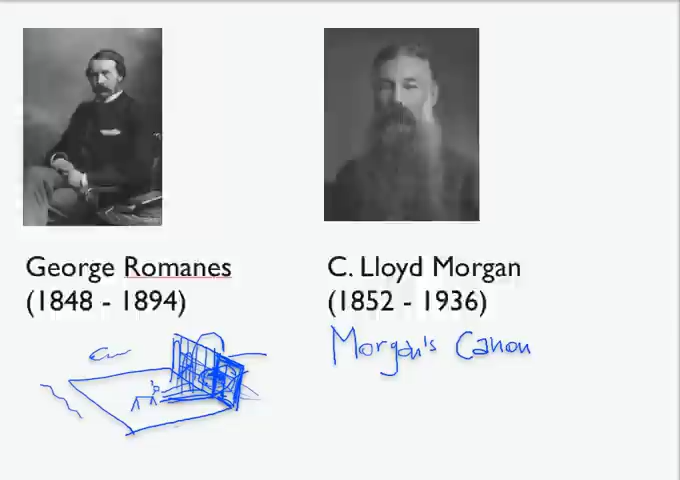 George Romanes
(1848 - 1894)
C. Lloyd Morgan
(1852 - 1936)
Morgan's Canon